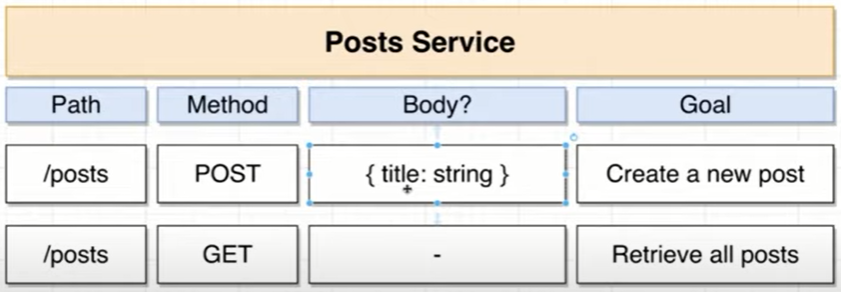 Posts Service
Path Method Body? Goal
/posts POST { title: string } Create a new post
/posts GET - Retrieve all posts